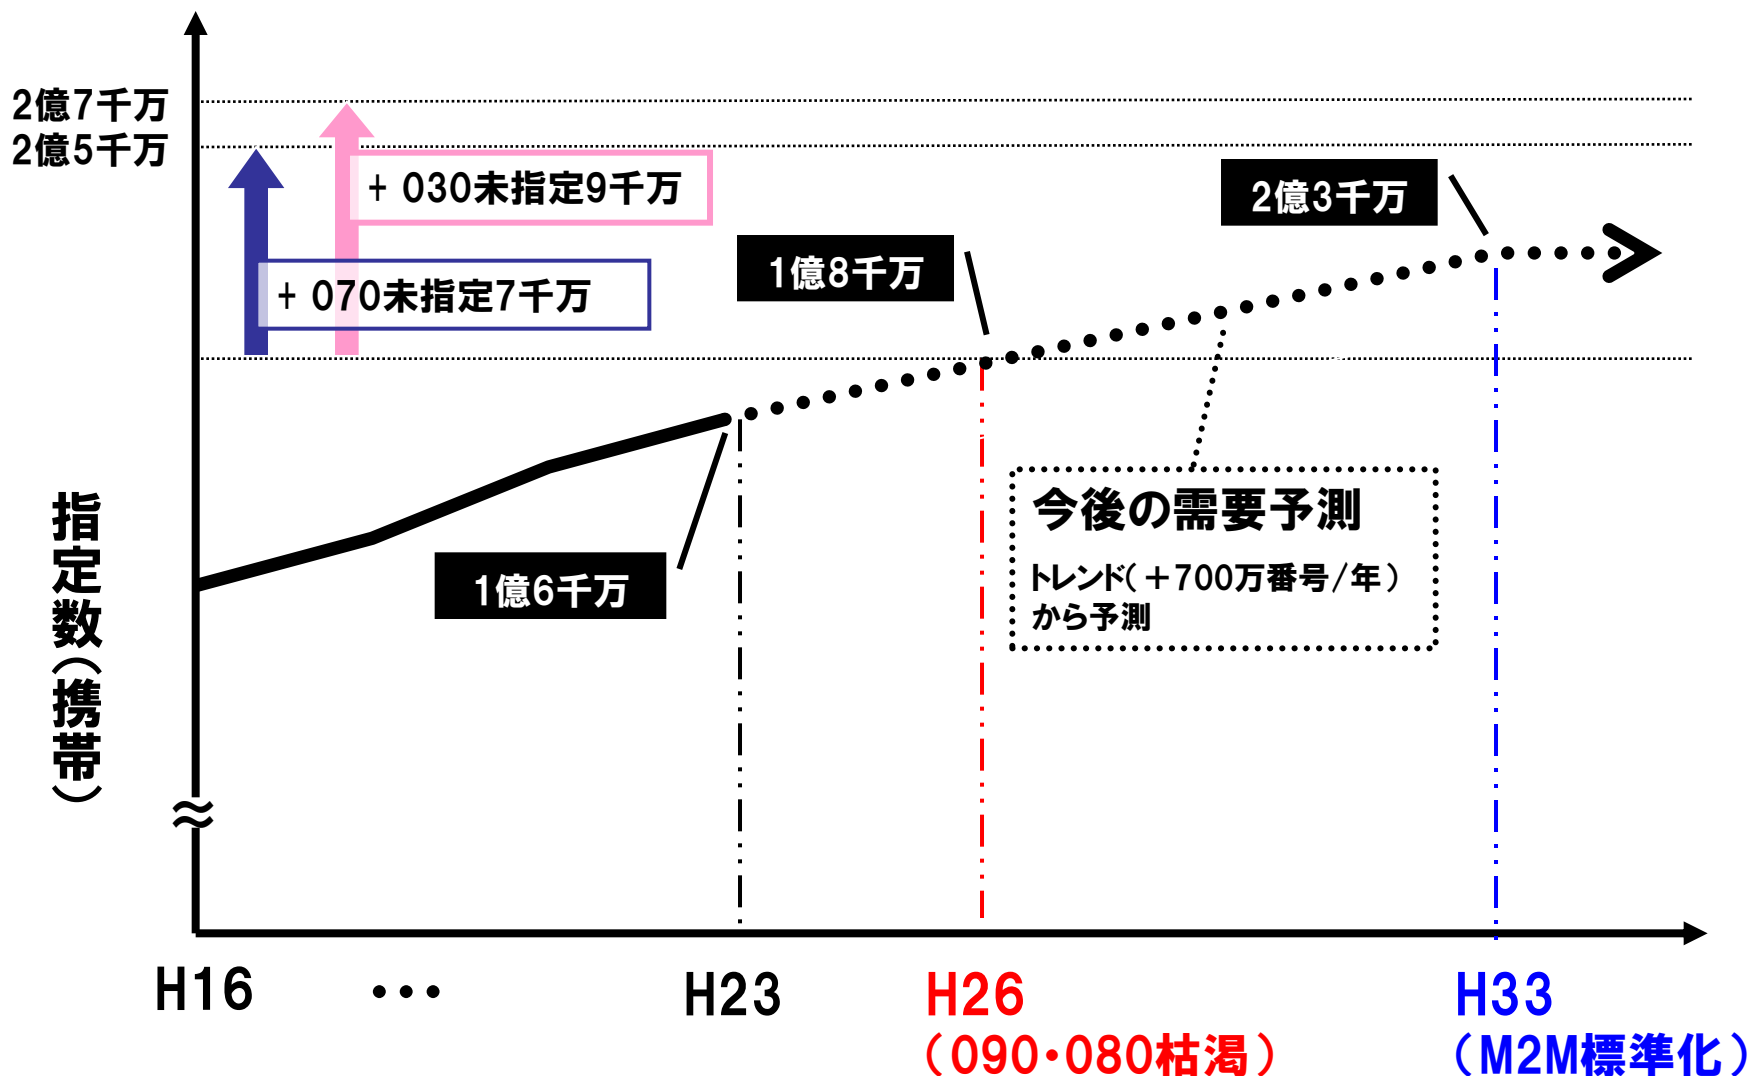 2億7千万
2億5千万
+ 030未指定9千万
+ 070未指定7千万
2億3千万
1億8千万
1億6千万
今後の需要予測
トレンド(+700万番号/年)
から予測
指定数(携帯)
H16
•••
H23
H26
(090・080枯渇)
H33
(M2M標準化)